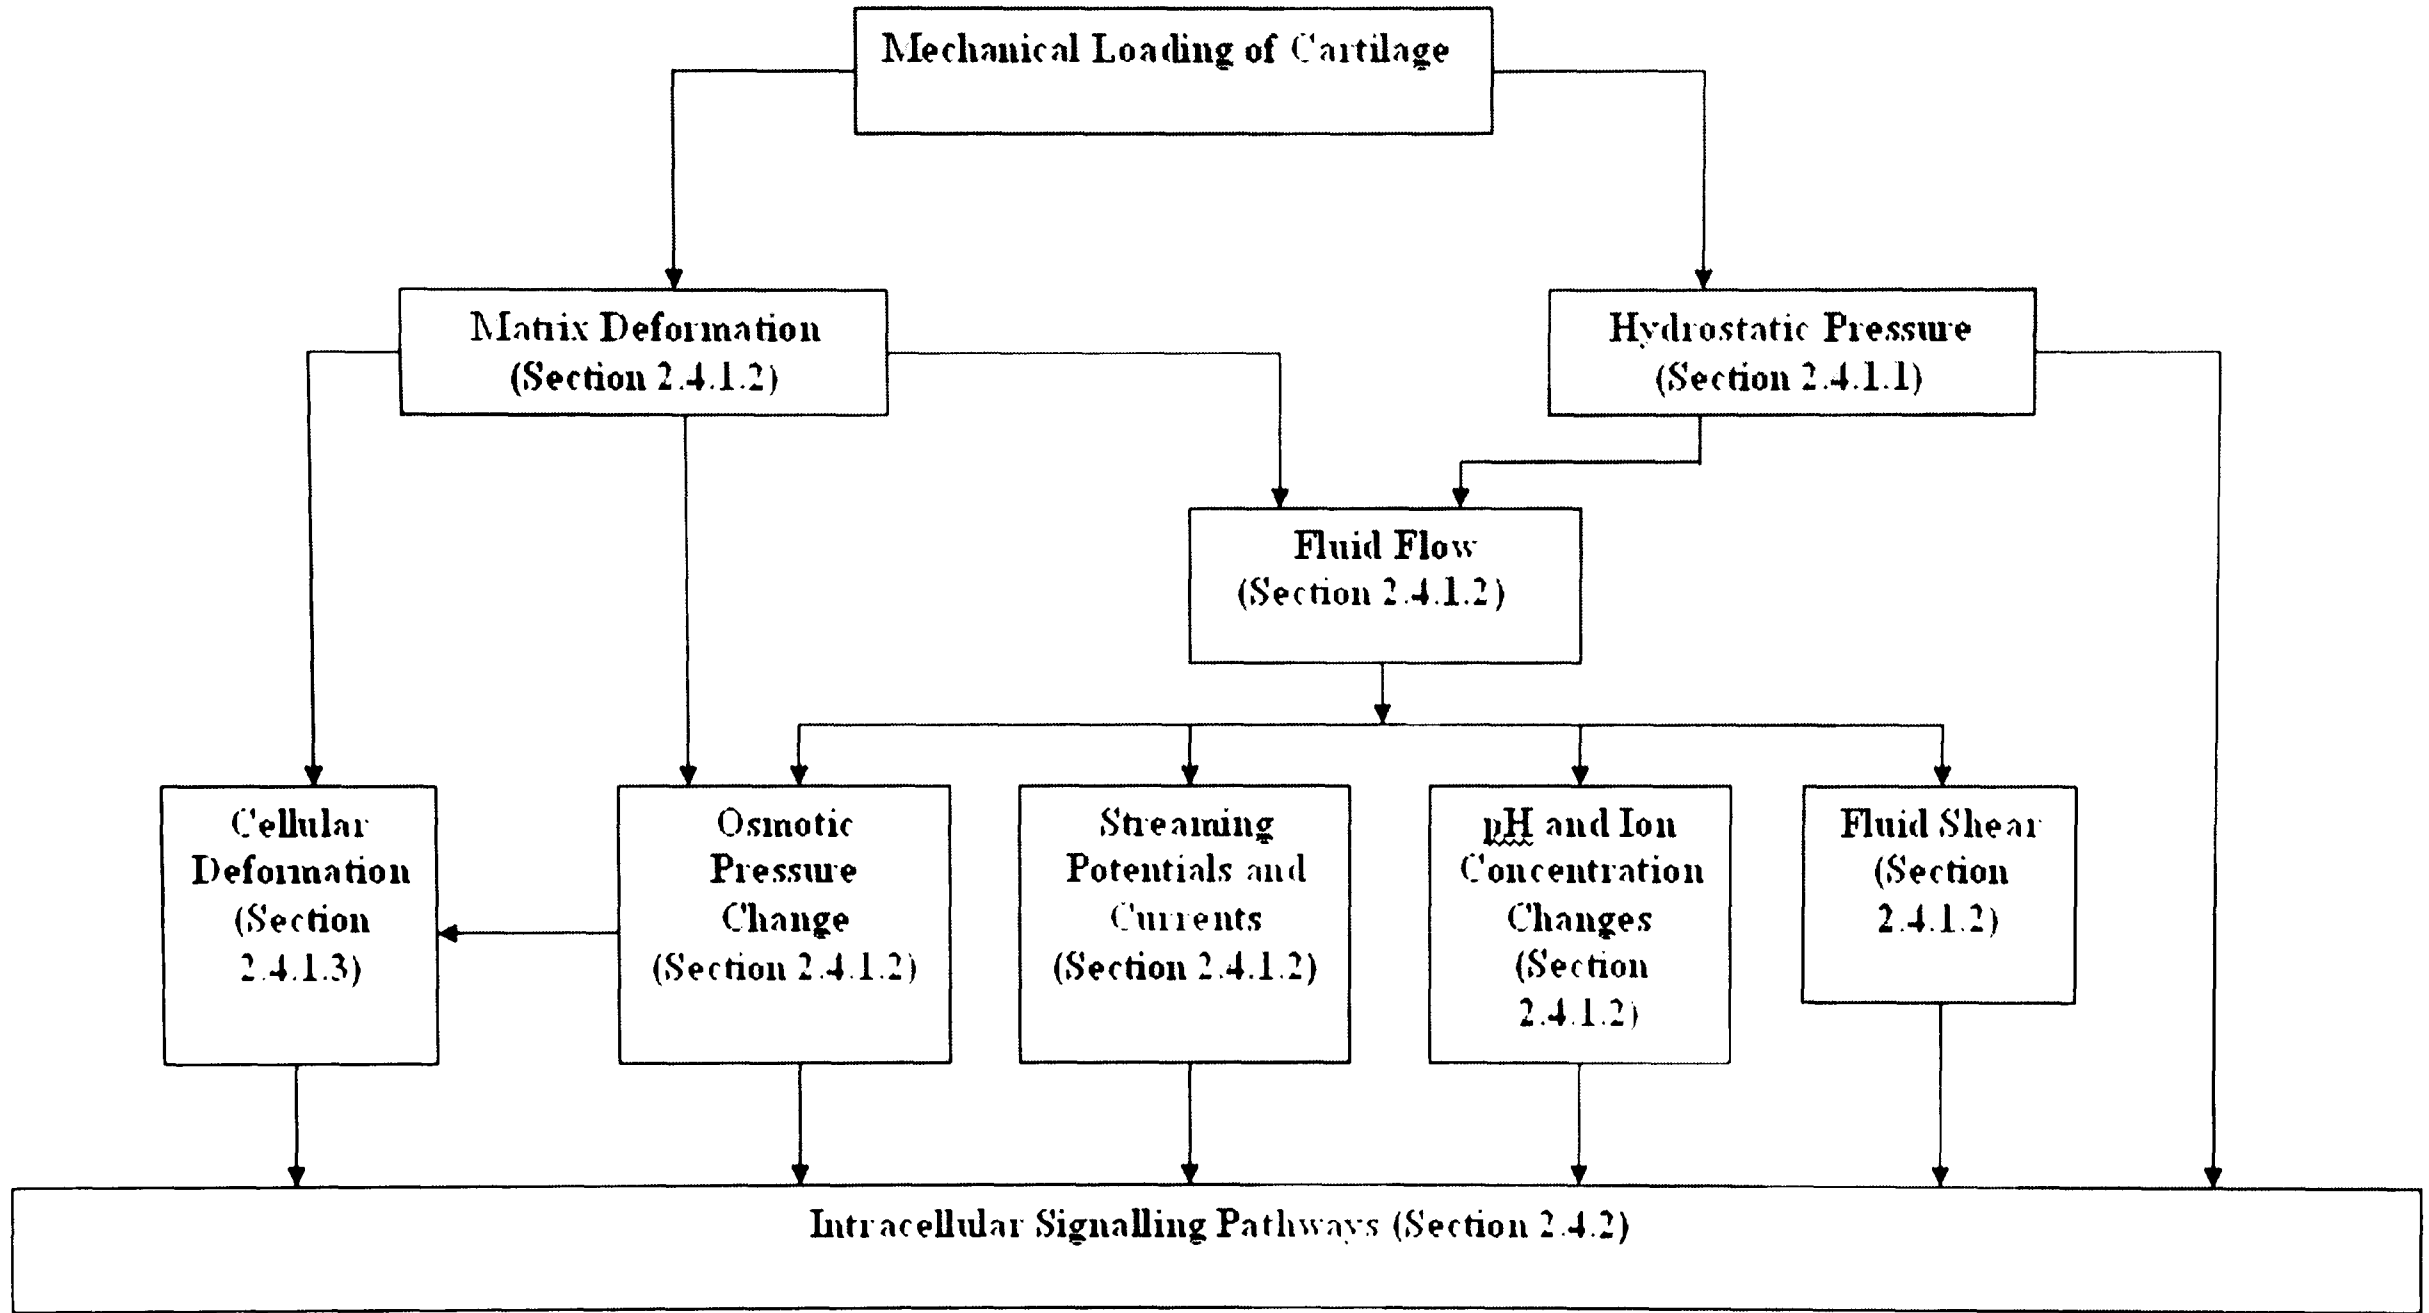 Mechanical Loading of Cartilage
Matrix Deformation
(Section 2.4.1.2)
Hydrostatic Pressure
(Section 2.4.1.1)
Fluid Flow
(Section 2.4.1.2)
Cellular
Deformation
(Section
2.4.1.3)
Osmotic
Pressure
Change
(Section 2.4.1.2)
Streaming
Potentials and
Currents
(Section 2.4.1.2)
pH and Ion
Concentration
Changes
(Section
2.4.1.2)
Fluid Shear
(Section
2.4.1.2)
Intracellular Signalling Pathways (Section 2.4.2)